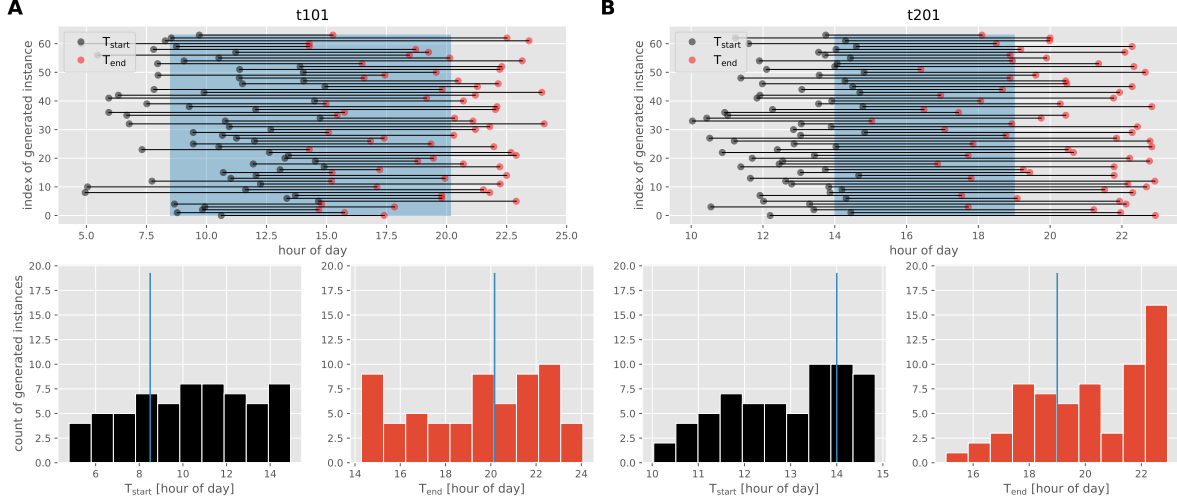 A
t101
B
t201
index of generated instance
60
50
40
30
20
10
0
T_start
T_end
5.0 7.5 10.0 12.5 15.0 17.5 20.0 22.5 25.0
hour of day
index of generated instance
60
50
40
30
20
10
0
T_start
T_end
10 12 14 16 18 20 22
hour of day
count of generated instances
20.0
17.5
15.0
12.5
10.0
7.5
5.0
2.5
0.0
6 8 10 12 14
T_start [hour of day]
20.0
17.5
15.0
12.5
10.0
7.5
5.0
2.5
0.0
14 16 18 20 22 24
T_end [hour of day]
20.0
17.5
15.0
12.5
10.0
7.5
5.0
2.5
0.0
10 11 12 13 14 15
T_start [hour of day]
20.0
17.5
15.0
12.5
10.0
7.5
5.0
2.5
0.0
16 18 20 22
T_end [hour of day]